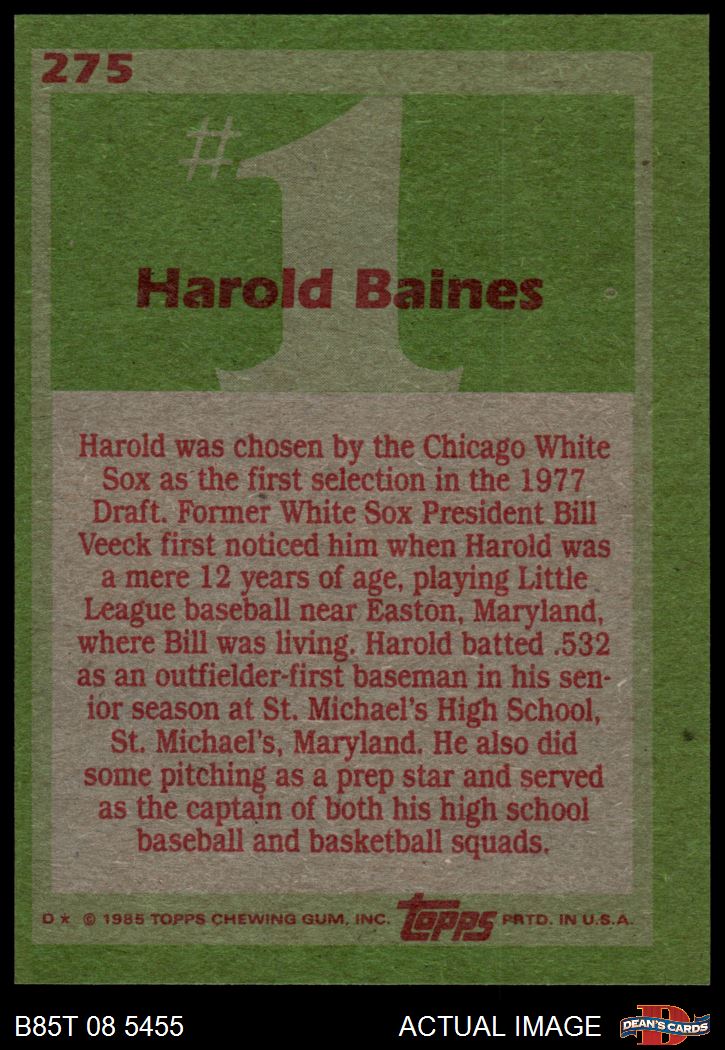 275
#1
Harold Baines
Harold was chosen by the Chicago White
Sox as the first selection in the 1977
Draft. Former White Sox President Bill
Veeck first noticed him when Harold was
a mere 12 years of age, playing Little
League baseball near Easton, Maryland,
where Bill was living. Harold batted .532
as an outfielder-first baseman in his sen-
ior season at St. Michael's High School,
St. Michael's, Maryland. He also did
some pitching as a prep star and served
as the captain of both his high school
baseball and basketball squads.
D ★ © 1985 TOPPS CHEWING GUM, INC. topps PRTD. IN U.S.A.
B85T 08 5455 ACTUAL IMAGE D DEAN'S CARDS